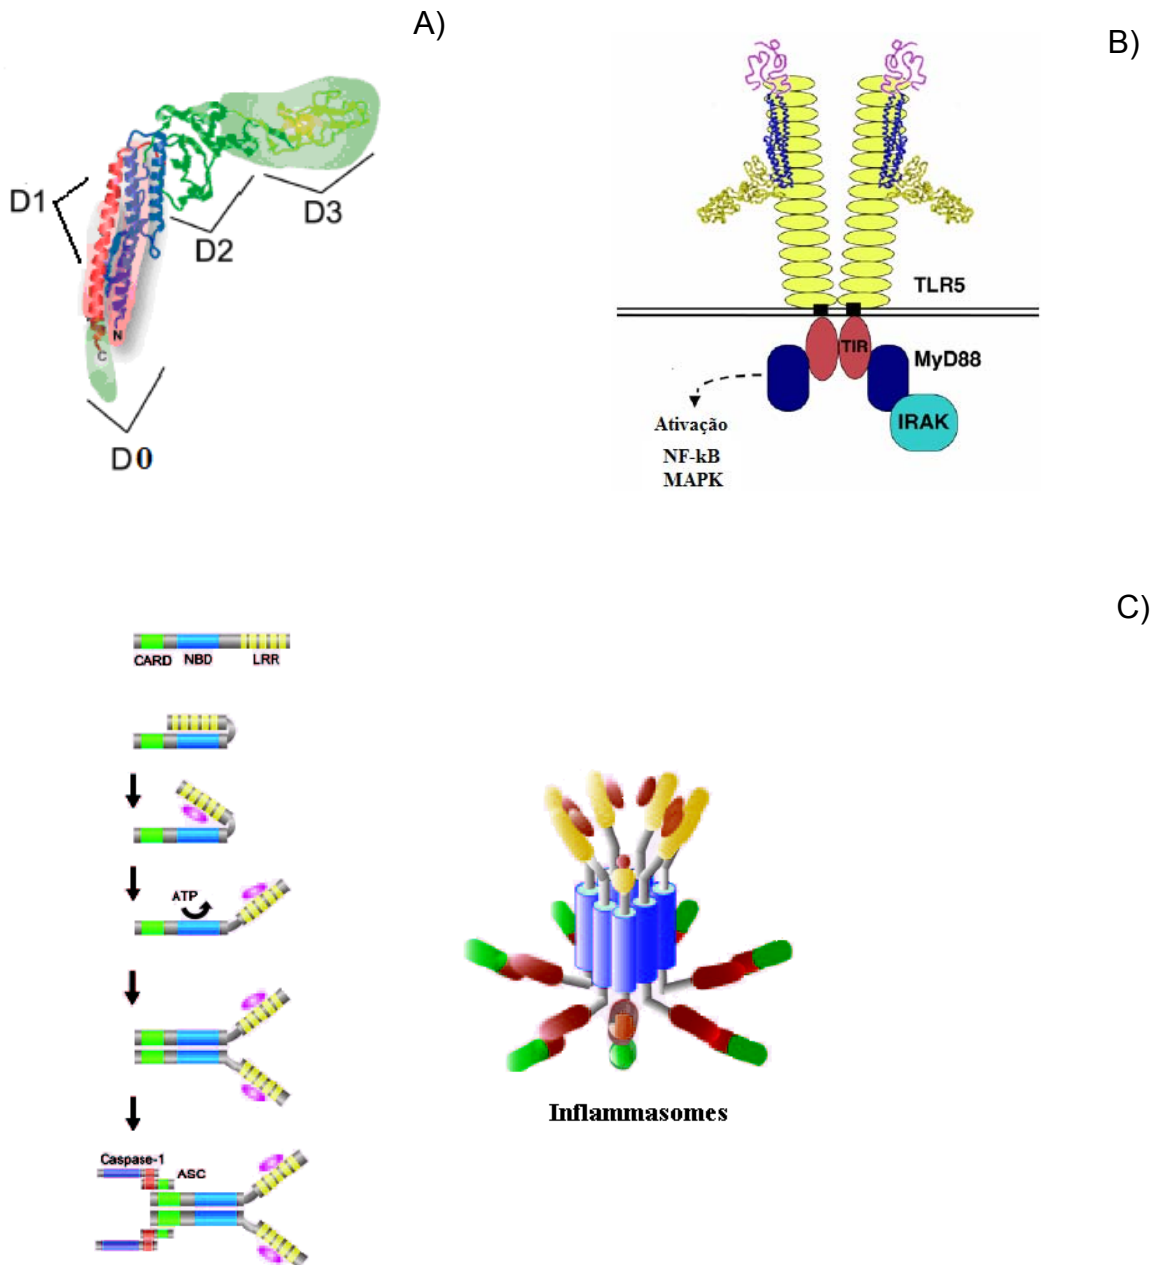 A)
B)
D1
D2
D3
N
C
D0
TLR5
TIR
MyD88
IRAK
Ativação
NF-kB
MAPK
C)
CARD NBD LRR
ATP
Caspase-1
ASC
Inflammasomes